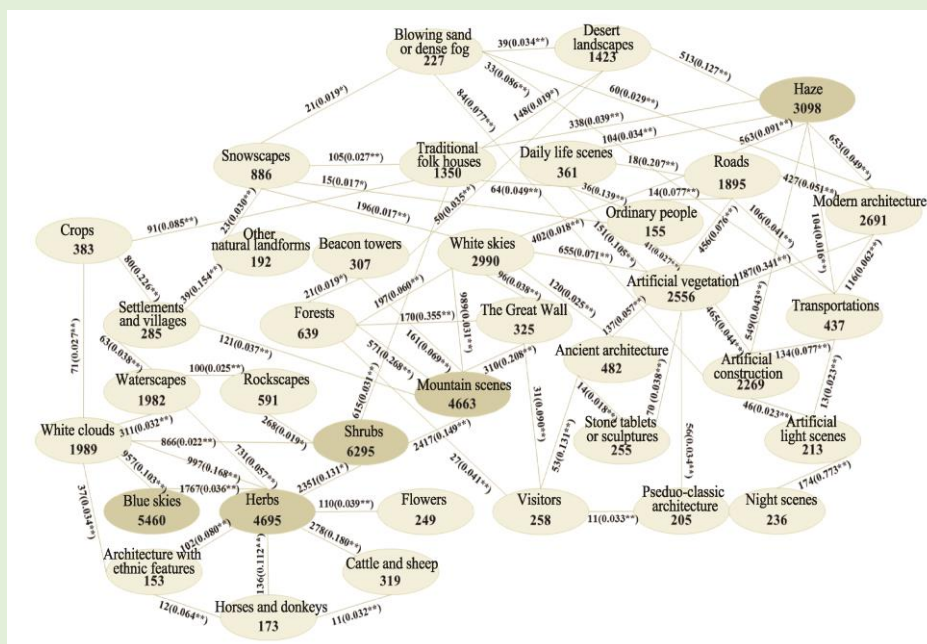 Blowing sand
or dense fog
227
39(0.034**)
Desert
landscapes
1423
513(0.127**)
33(0.086**)
60(0.029**)
Haze
3098
84(0.077**)
21(0.019*)
148(0.019*)
338(0.039**)
104(0.034**)
563(0.091**)
653(0.049**)
Snowscapes
886
105(0.027**)
Traditional
folk houses
1350
Daily life scenes
361
18(0.207**)
Roads
1895
427(0.051**)
15(0.017*)
64(0.049**)
36(0.139**)
14(0.077**)
Modern architecture
2691
23(0.030**)
196(0.017**)
50(0.035**)
Ordinary people
155
106(0.041**)
104(0.016**)
91(0.085**)
Crops
383
Other
natural landforms
192
Beacon towers
307
White skies
2990
402(0.018**)
151(0.105**)
41(0.037*)
456(0.076**)
655(0.071**)
80(0.226**)
39(0.154**)
Artificial vegetation
2556
1187(0.341**)
116(0.062**)
21(0.019*)
197(0.060**)
989(0.031**)
96(0.038**)
120(0.025**)
Settlements
and villages
285
Forests
639
170(0.355**)
The Great Wall
325
137(0.057**)
549(0.043**)
Transportations
437
465(0.044**)
71(0.027**)
63(0.038**)
121(0.037**)
571(0.268**)
161(0.069**)
310(0.208**)
Ancient architecture
482
Artificial
construction
2269
134(0.077**)
13(0.023**)
Waterscapes
1982
100(0.025**)
Rockscapes
591
Mountain scenes
4663
14(0.018**)
70 (0.038**)
46(0.023**)
615(0.031**)
31(0.090**)
White clouds
1989
311(0.032**)
268(0.019*)
Shrubs
6295
2417(0.149**)
Stone tablets
or sculptures
255
Artificial
light scenes
213
866(0.022**)
731(0.057**)
997(0.168**)
957(0.103**)
27(0.041**)
53(0.131**)
56(0.034**)
174(0.773**)
2351(0.131*)
1767(0.036**)
37(0.034**)
Blue skies
5460
Herbs
4695
110(0.039**)
Flowers
249
Visitors
258
11(0.033**)
Pseduo-classic
architecture
205
Night scenes
236
102(0.080**)
278(0.180**)
Architecture with
ethnic features
153
136(0.112**)
Cattle and sheep
319
12(0.064**)
Horses and donkeys
173
11(0.032**)